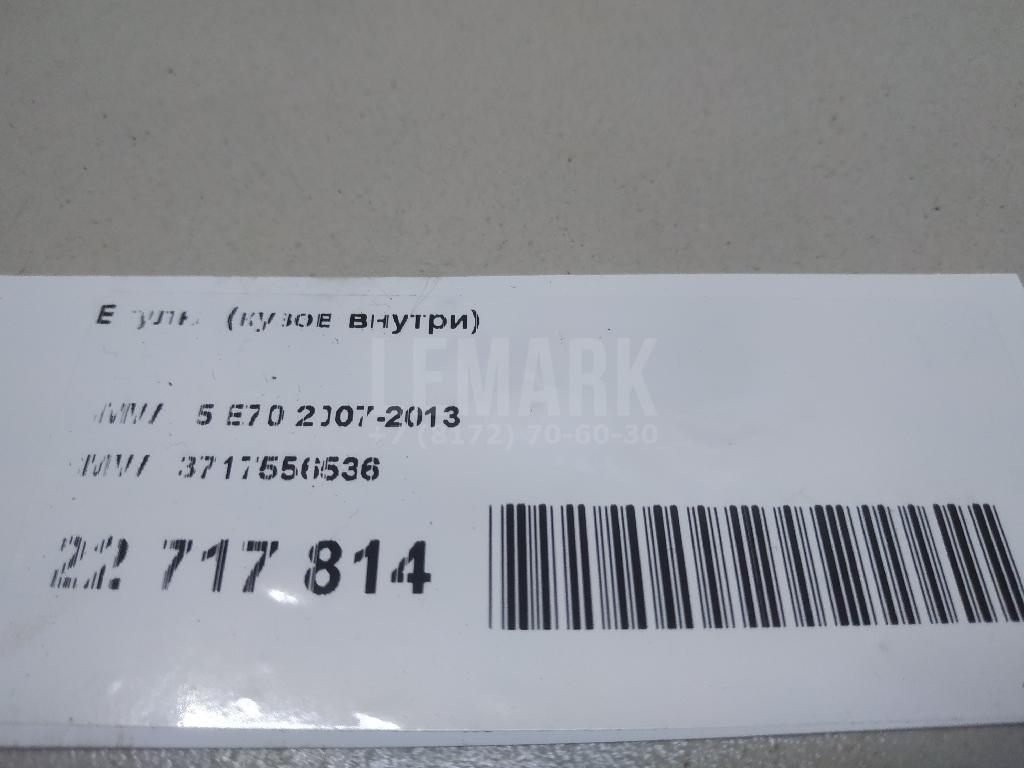 (кузов внутри)
5 E70 2007-2013
3717556536
22 717 814
LEMARK
+7 (8172) 70-60-30